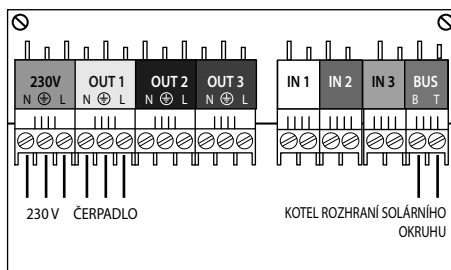 230V OUT 1 OUT 2 OUT 3 IN 1 IN 2 IN 3 BUS
N L N L N L N L B T
230 V ČERPADLO KOTEL ROZHRANÍ SOLÁRNÍHO
OKRUHU